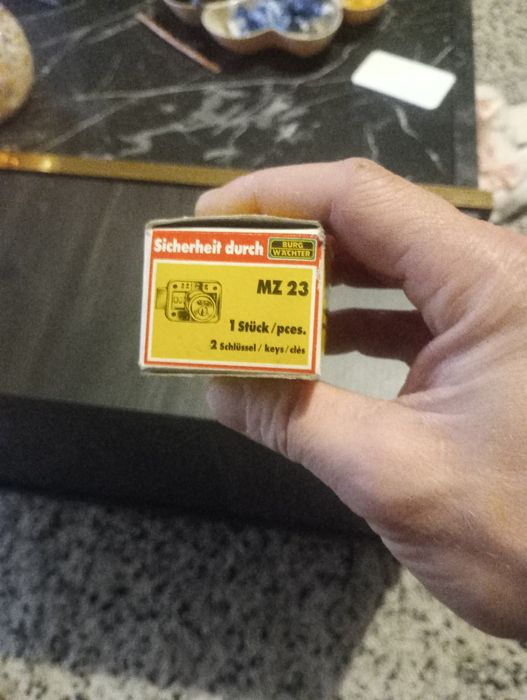 Sicherheit durch BURG WÄCHTER
MZ 23
1 Stück/pces.
2 Schlüssel/keys/clés